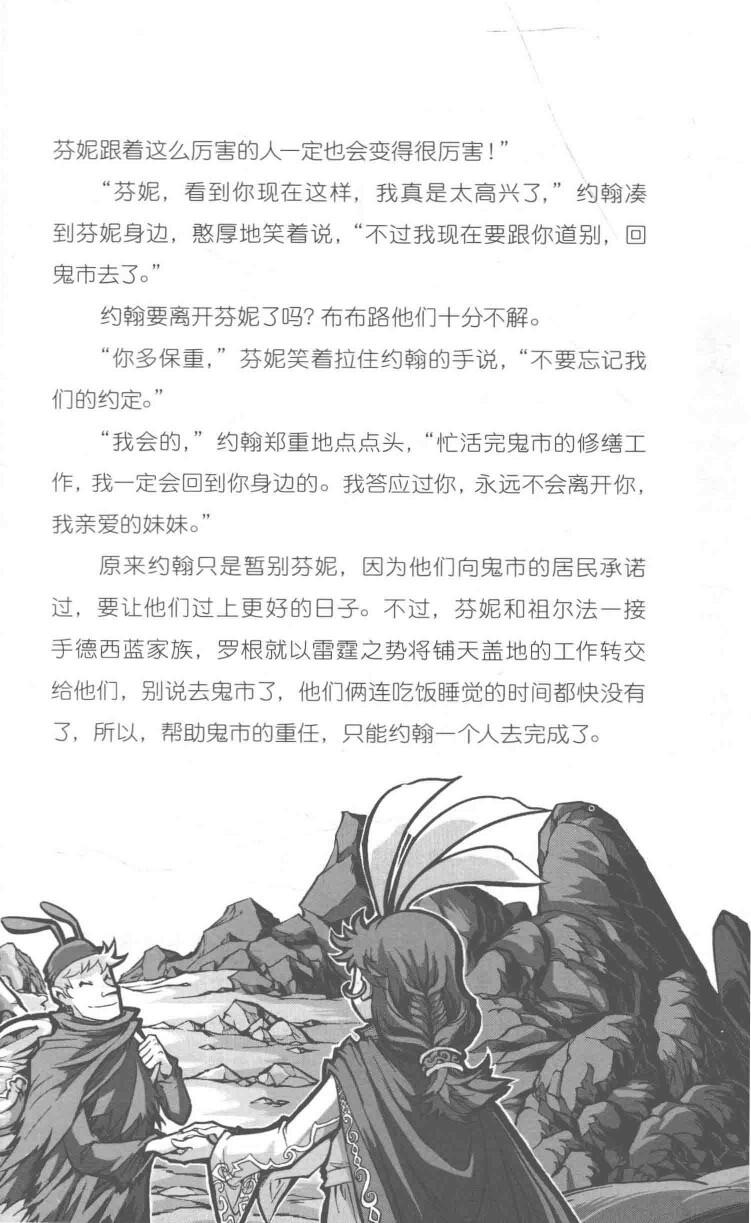 芬妮跟着这么厉害的人一定也会变得很厉害！”
“芬妮，看到你现在这样，我真是太高兴了，”约翰凑
到芬妮身边，憨厚地笑着说，“不过我现在要跟你道别，回
鬼市去了。”
约翰要离开芬妮了吗？布布路他们十分不解。
“你多保重，”芬妮笑着拉住约翰的手说，“不要忘记我
们的约定。”
“我会的，”约翰郑重地点点头，“忙活完鬼市的修缮工
作，我一定会回到你身边的。我答应过你，永远不会离开你，
我亲爱的妹妹。”
原来约翰只是暂别芬妮，因为他们向鬼市的居民承诺
过，要让他们过上更好的日子。不过，芬妮和祖尔法一接
手德西蓝家族，罗根就以雷霆之势将铺天盖地的工作转交
给他们，别说去鬼市了，他们俩连吃饭睡觉的时间都快没有
了，所以，帮助鬼市的重任，只能约翰一个人去完成了。